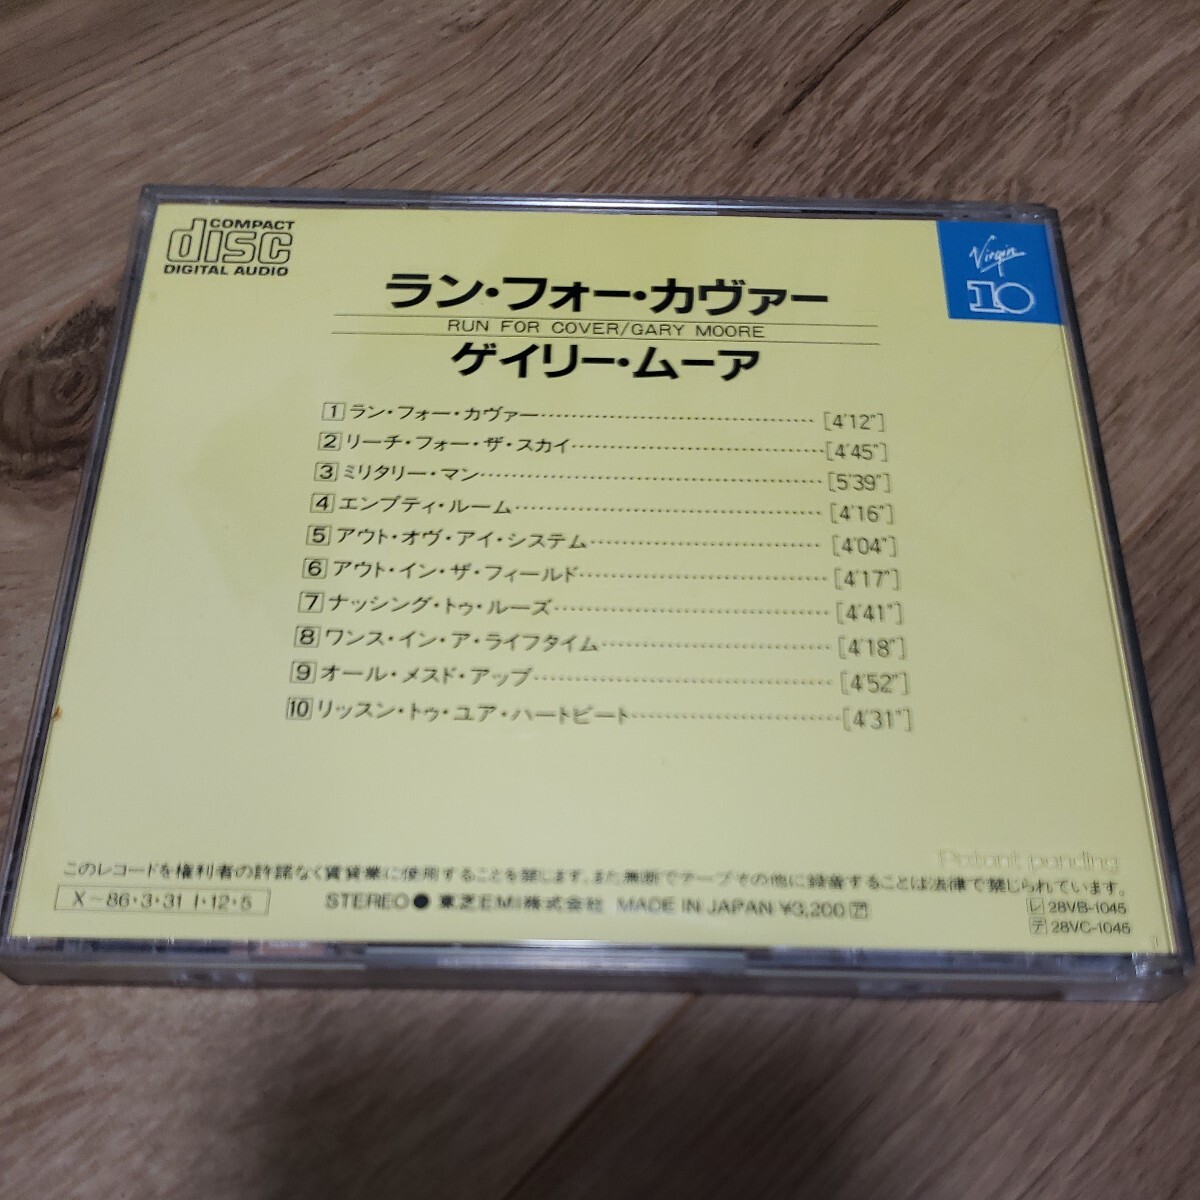 COMPACT
disc
DIGITAL AUDIO
Virgin
10
ラン・フォー・カヴァー
RUN FOR COVER/GARY MOORE
ゲイリー・ムーア
1 ラン・フォー・カヴァー [4'12"]
2 リーチ・フォー・ザ・スカイ [4'45"]
3 ミリタリー・マン [5'39"]
4 エンプティ・ルーム [4'16"]
5 アウト・オヴ・アイ・システム [4'04"]
6 アウト・イン・ザ・フィールド [4'17"]
7 ナッシング・トゥ・ルーズ [4'41"]
8 ワンス・イン・ア・ライフタイム [4'18"]
9 オール・メスド・アップ [4'52"]
10 リッスン・トゥ・ユア・ハートビート [4'31"]
Patent pending
このレコードを権利者の許諾なく賃貸業に使用することを禁じます。また無断でテープその他に録音することは法律で禁じられています。
X-86・3・31 I・12・5
STEREO● 東芝EMI株式会社 MADE IN JAPAN ¥3,200
レ 28VB-1045
テ 28VC-1045